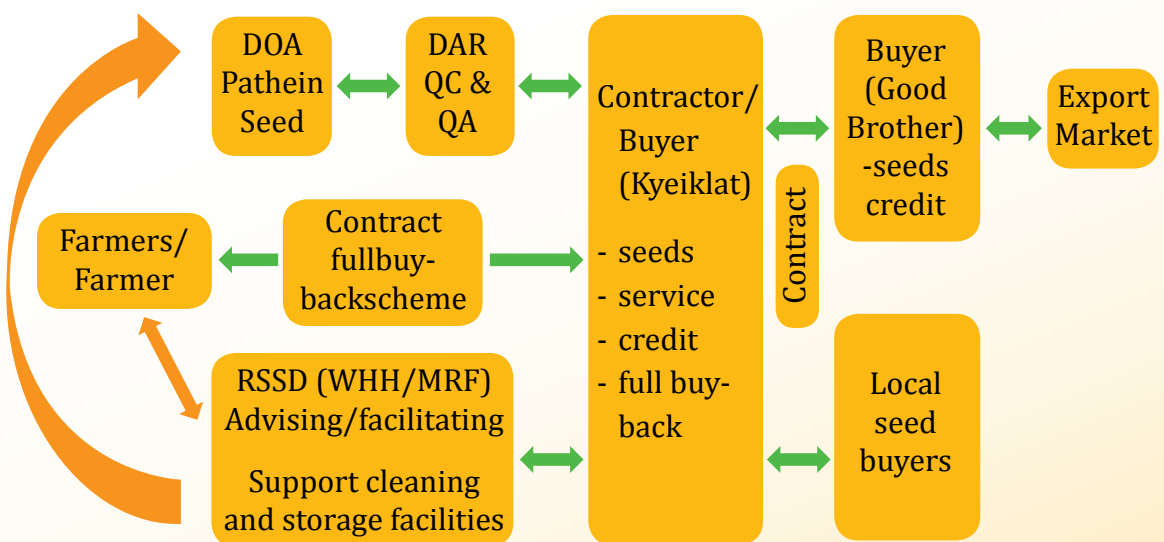 DOA
Pathein
Seed
DAR
QC &
QA
Contractor/
Buyer
(Kyeiklat)
- seeds
- service
- credit
- full buy-
back
Buyer
(Good
Brother)
-seeds
credit
Export
Market
Contract
Farmers/
Farmer
Contract
fullbuy-
backscheme
RSSD (WHH/MRF)
Advising/facilitating
Support cleaning
and storage facilities
Local
seed
buyers